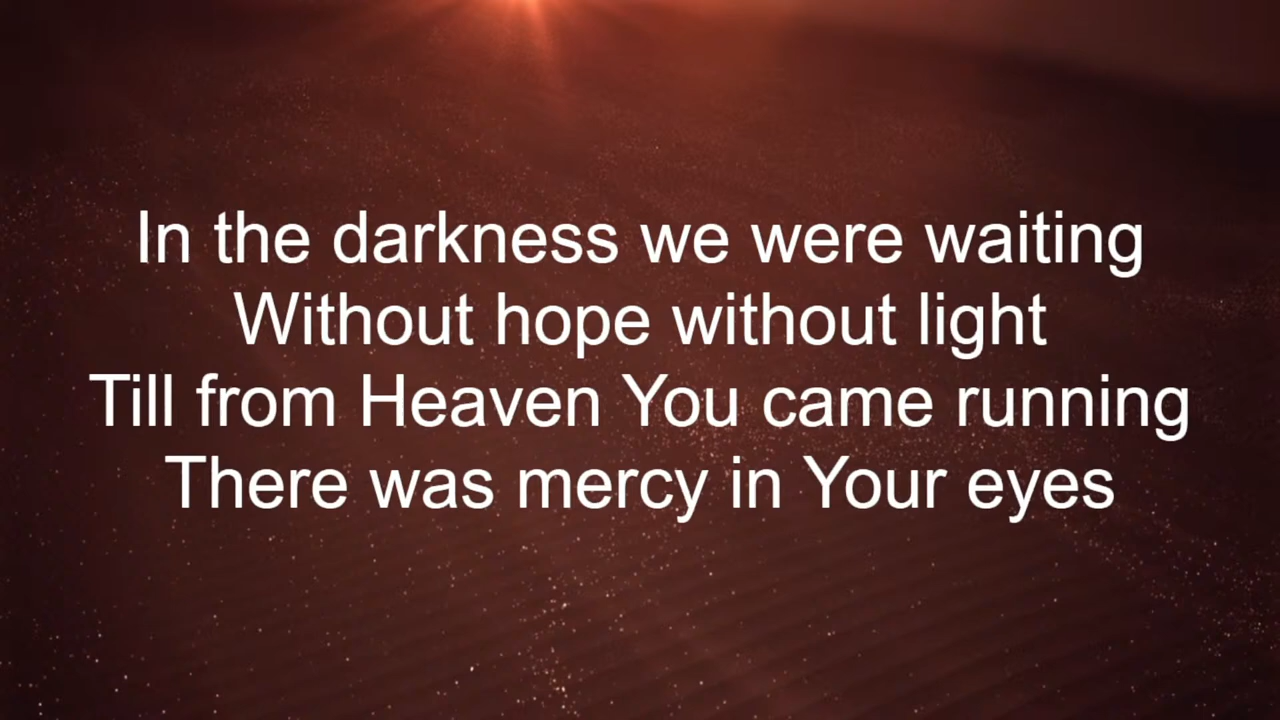 In the darkness we were waiting
Without hope without light
Till from Heaven You came running
There was mercy in Your eyes